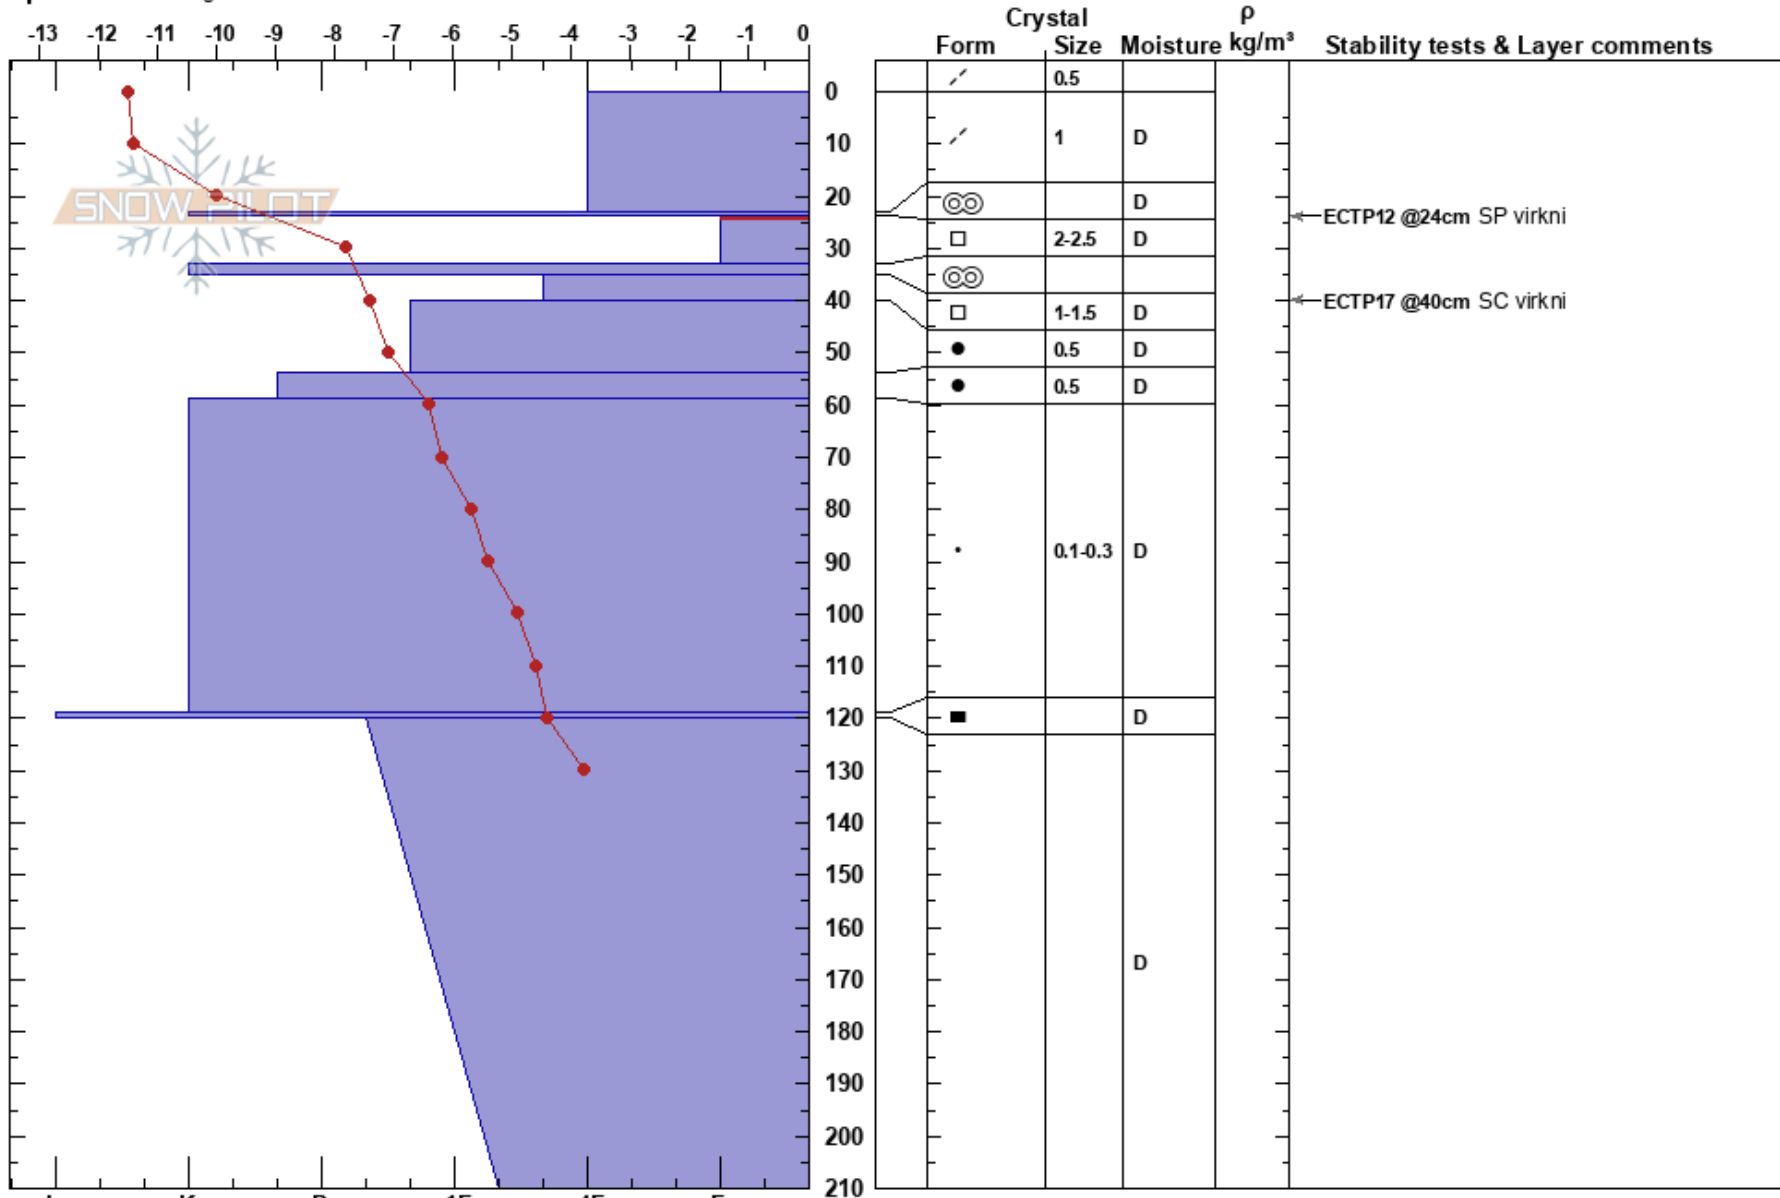 -13 -12 -11 -10 -9 -8 -7 -6 -5 -4 -3 -2 -1 0
Crystal ρ
Form Size Moisture kg/m³ Stability tests & Layer comments
0.5
0
1 D
10
SNOW PILOT
20
D
ECTP12 @24cm SP virkni
30
2-2.5 D
40
ECTP17 @40cm SC virkni
1-1.5 D
50
0.5 D
0.5 D
60
70
80
90
0.1-0.3 D
100
110
120
D
130
140
150
160
170
D
180
190
200
210